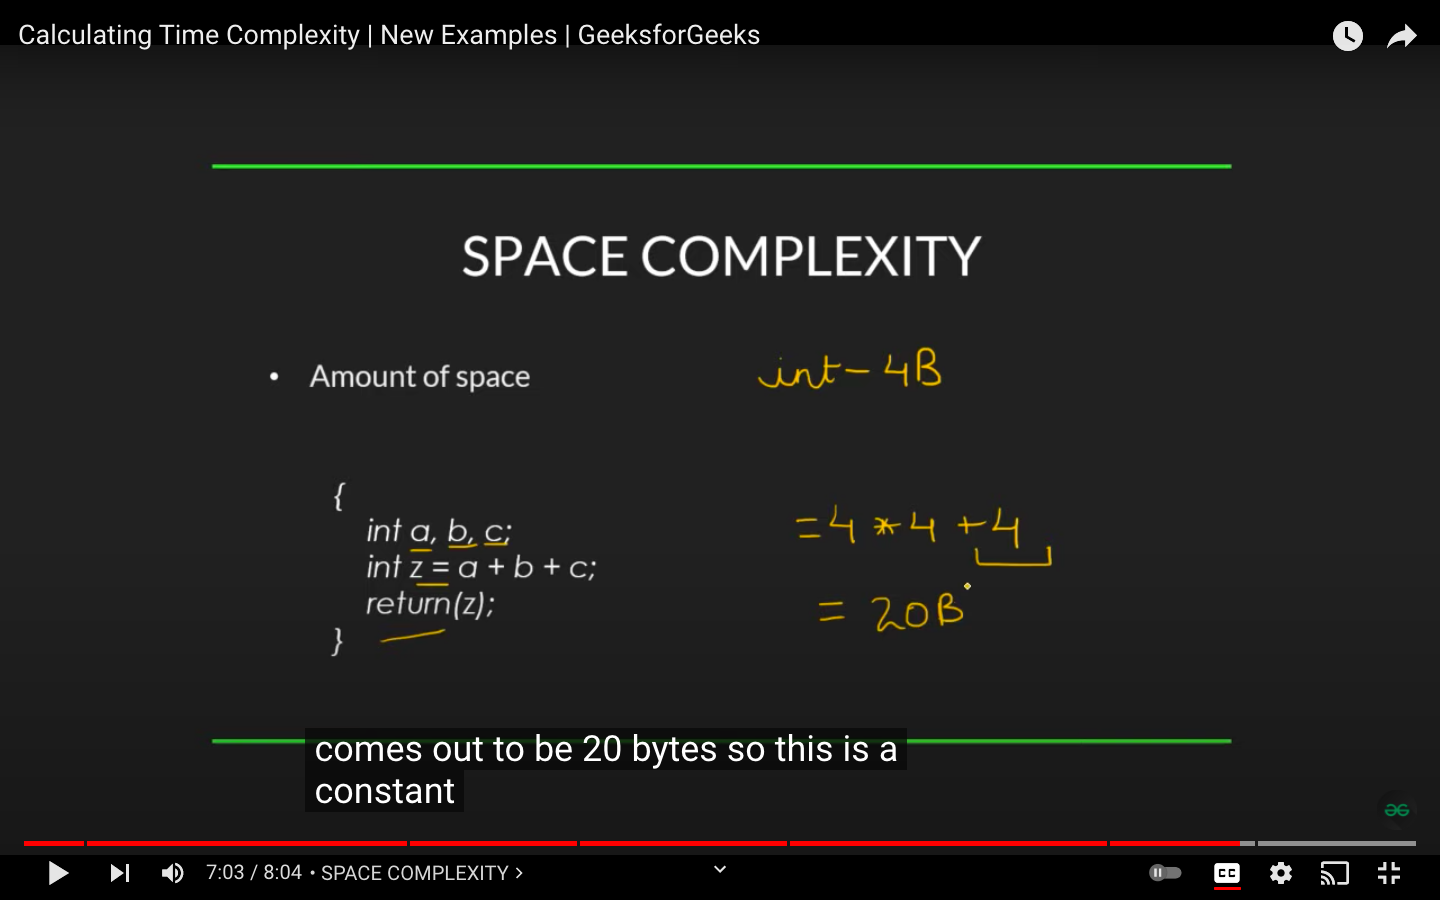 Calculating Time Complexity | New Examples | GeeksforGeeks
SPACE COMPLEXITY
• Amount of space
int - 4B
{
int a, b, c;
int z = a + b + c;
return(z);
}
= 4 * 4 + 4
= 20B
comes out to be 20 bytes so this is a
constant
7:03 / 8:04 • SPACE COMPLEXITY >
CC